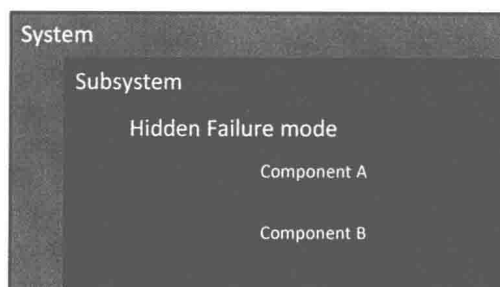 System
Subsystem
Hidden Failure mode
Component A
Component B